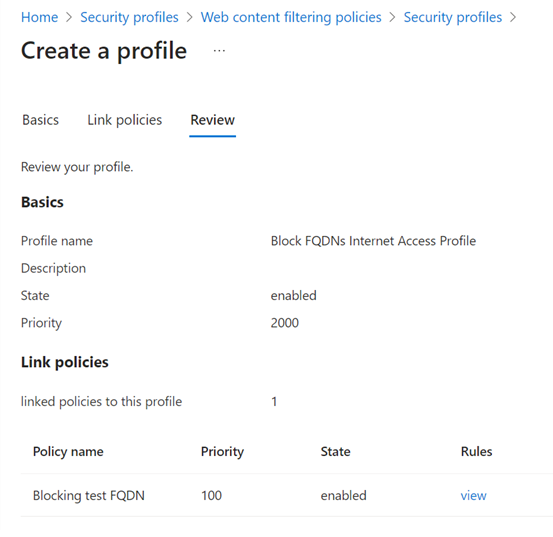 Home > Security profiles > Web content filtering policies > Security profiles >
Create a profile ...
Basics Link policies Review
Review your profile.
Basics
Profile name Block FQDNs Internet Access Profile
Description
State enabled
Priority 2000
Link policies
linked policies to this profile 1
Policy name Priority State Rules
Blocking test FQDN 100 enabled view